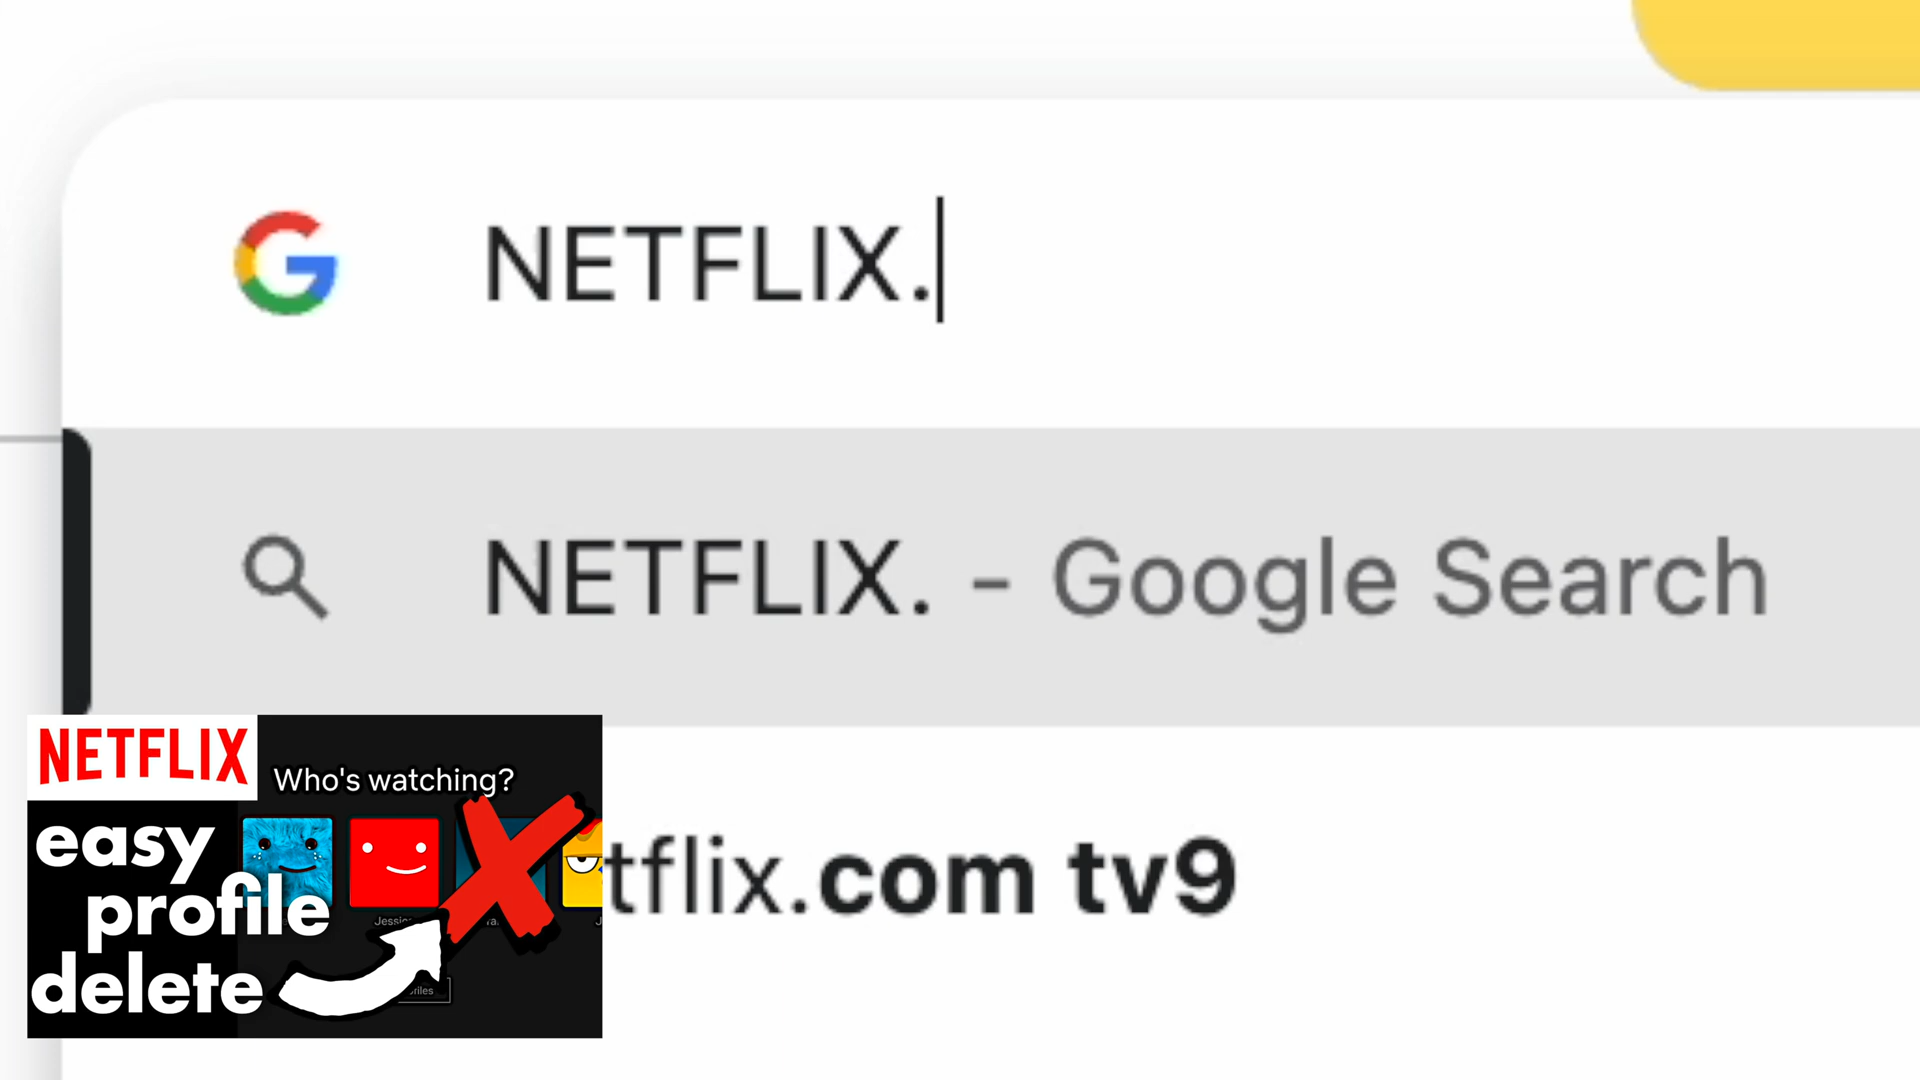 NETFLIX.
NETFLIX. - Google Search
tflix.com tv9
NETFLIX
Who's watching?
easy
profile
delete